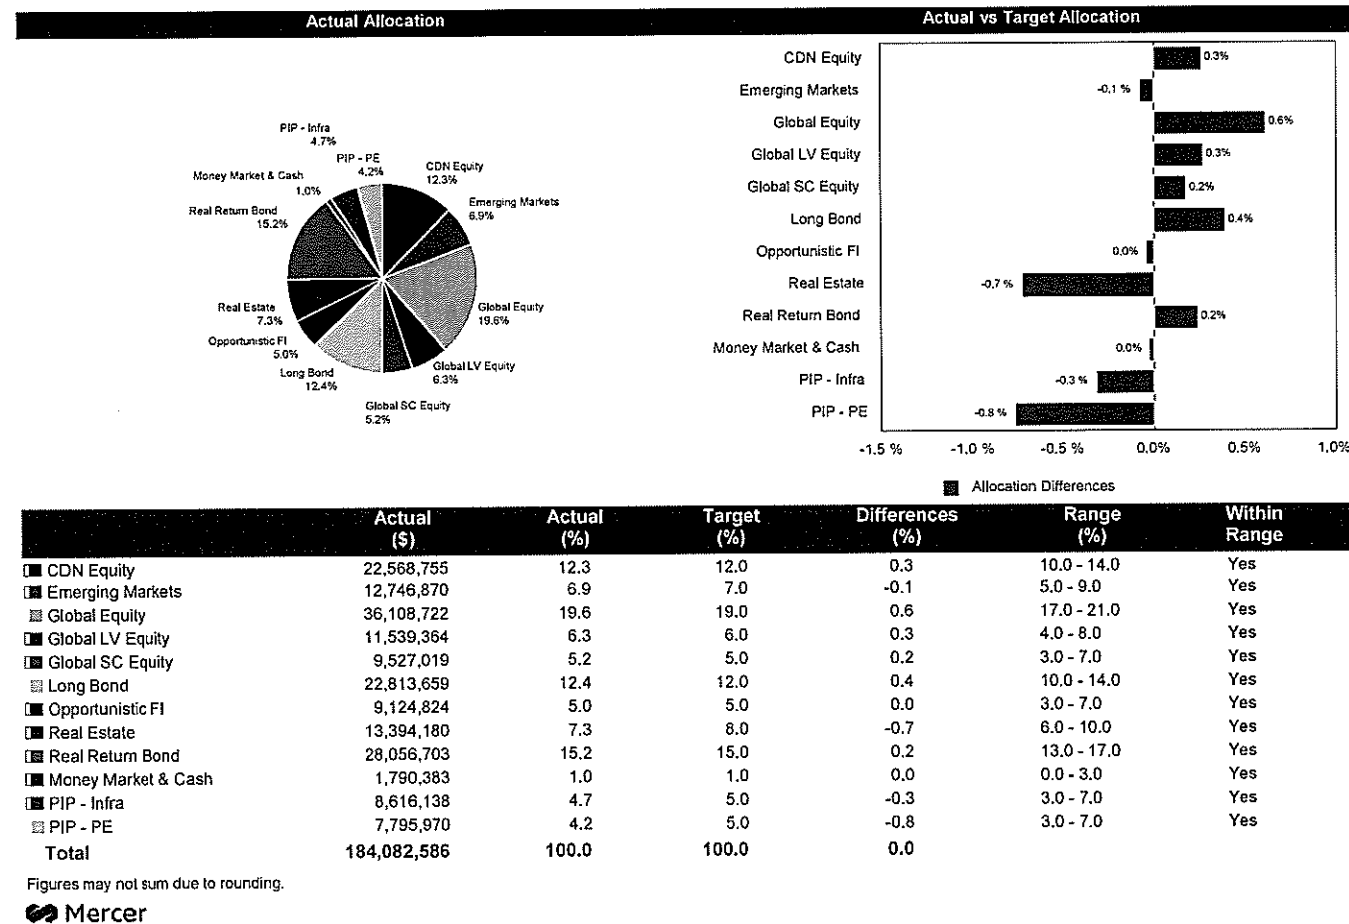 Actual Allocation
PIP - Infra
4.7%
PIP - PE
4.2%
CDN Equity
12.3%
Money Market & Cash
1.0%
Emerging Markets
6.9%
Real Return Bond
15.2%
Real Estate
7.3%
Global Equity
19.6%
Opportunistic FI
5.0%
Long Bond
12.4%
Global LV Equity
6.3%
Global SC Equity
5.2%
Actual vs Target Allocation
CDN Equity 0.3%
Emerging Markets -0.1 %
Global Equity 0.6%
Global LV Equity 0.3%
Global SC Equity 0.2%
Long Bond 0.4%
Opportunistic FI 0.0%
Real Estate -0.7 %
Real Return Bond 0.2%
Money Market & Cash 0.0%
PIP - Infra -0.3 %
PIP - PE -0.8 %
-1.5 % -1.0 % -0.5 % 0.0% 0.5% 1.0%
Allocation Differences
Actual Actual Target Differences Range Within
($) (%) (%) (%) (%) Range
CDN Equity 22,568,755 12.3 12.0 0.3 10.0 - 14.0 Yes
Emerging Markets 12,746,870 6.9 7.0 -0.1 5.0 - 9.0 Yes
Global Equity 36,108,722 19.6 19.0 0.6 17.0 - 21.0 Yes
Global LV Equity 11,539,364 6.3 6.0 0.3 4.0 - 8.0 Yes
Global SC Equity 9,527,019 5.2 5.0 0.2 3.0 - 7.0 Yes
Long Bond 22,813,659 12.4 12.0 0.4 10.0 - 14.0 Yes
Opportunistic FI 9,124,824 5.0 5.0 0.0 3.0 - 7.0 Yes
Real Estate 13,394,180 7.3 8.0 -0.7 6.0 - 10.0 Yes
Real Return Bond 28,056,703 15.2 15.0 0.2 13.0 - 17.0 Yes
Money Market & Cash 1,790,383 1.0 1.0 0.0 0.0 - 3.0 Yes
PIP - Infra 8,616,138 4.7 5.0 -0.3 3.0 - 7.0 Yes
PIP - PE 7,795,970 4.2 5.0 -0.8 3.0 - 7.0 Yes
Total 184,082,586 100.0 100.0 0.0
Figures may not sum due to rounding.
Mercer